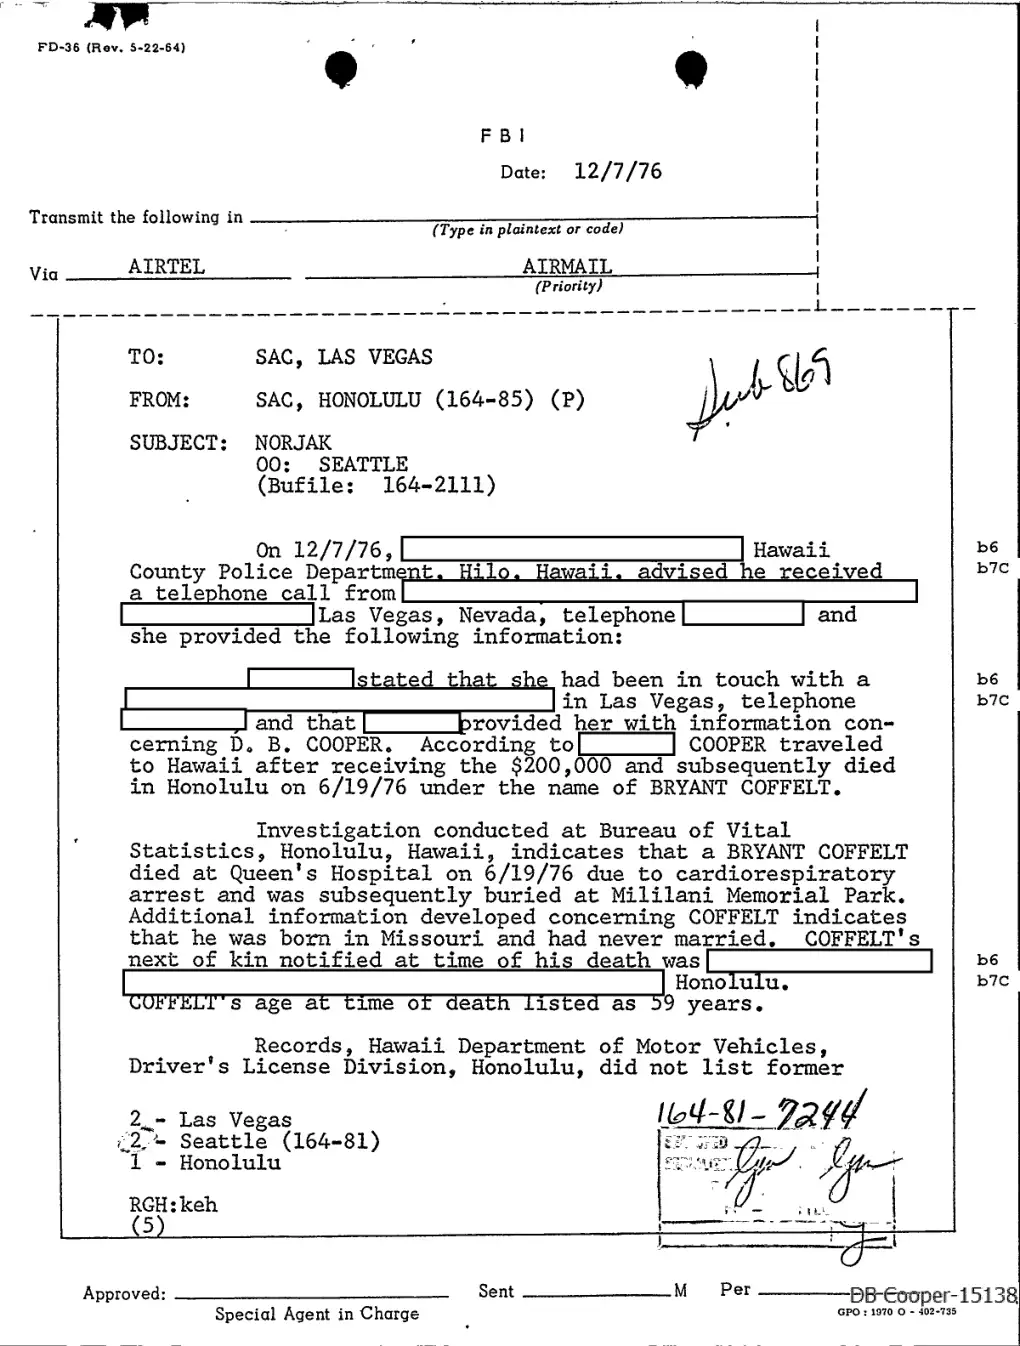 FD-36 (Rev. 5-22-64)
F B I
Date: 12/7/76
Transmit the following in
(Type in plaintext or code)
Via AIRTEL AIRMAIL
(Priority)
TO: SAC, LAS VEGAS
FROM: SAC, HONOLULU (164-85) (P)
Sub 869
SUBJECT: NORJAK
OO: SEATTLE
(Bufile: 164-2111)
On 12/7/76, Hawaii b6
County Police Department, Hilo, Hawaii, advised he received b7C
a telephone call from
Las Vegas, Nevada, telephone and
she provided the following information:
stated that she had been in touch with a b6
in Las Vegas, telephone b7C
and that provided her with information con-
cerning D. B. COOPER. According to COOPER traveled
to Hawaii after receiving the $200,000 and subsequently died
in Honolulu on 6/19/76 under the name of BRYANT COFFELT.
Investigation conducted at Bureau of Vital
Statistics, Honolulu, Hawaii, indicates that a BRYANT COFFELT
died at Queen's Hospital on 6/19/76 due to cardiorespiratory
arrest and was subsequently buried at Mililani Memorial Park.
Additional information developed concerning COFFELT indicates
that he was born in Missouri and had never married. COFFELT's
next of kin notified at time of his death was b6
Honolulu. b7C
COFFELT's age at time of death listed as 59 years.
Records, Hawaii Department of Motor Vehicles,
Driver's License Division, Honolulu, did not list former
2 - Las Vegas
2 - Seattle (164-81)
1 - Honolulu
164-81-7244
RGH:keh
(5)
Approved: Sent M Per
Special Agent in Charge
DB Cooper-15138
GPO : 1970 O - 402-735